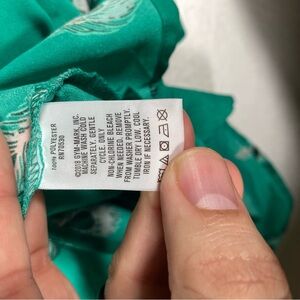 100% POLYESTER
RN70530
©2018 GYM-MARK, INC.
MACHINE WASH COLD
SEPARATELY. GENTLE
CYCLE. ONLY
NON-CHLORINE BLEACH
WHEN NEEDED. REMOVE
FROM WASHER PROMPTLY.
TUMBLE DRY LOW. COOL
IRON IF NECESSARY.